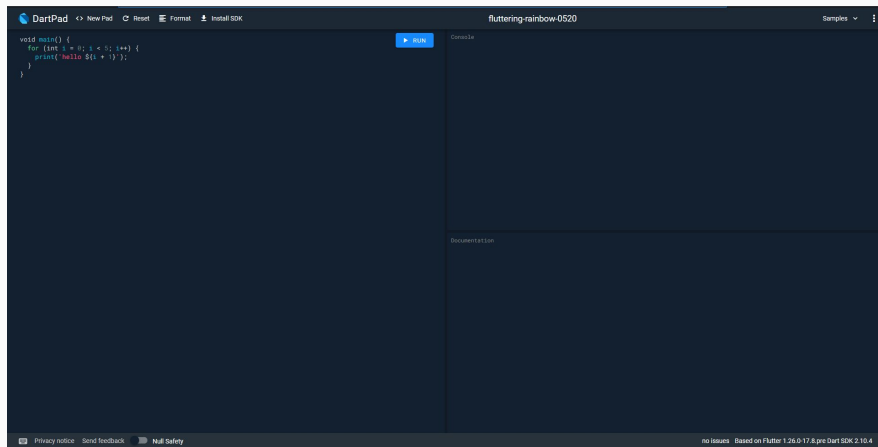 DartPad <> New Pad Reset Format Install SDK fluttering-rainbow-0520 Samples
void main() {
for (int i = 0; i < 5; i++) {
print('hello ${i + 1}');
}
}
RUN
Console
Documentation
Privacy notice Send feedback Null Safety no issues Based on Flutter 1.26.0-17.8.pre Dart SDK 2.10.4